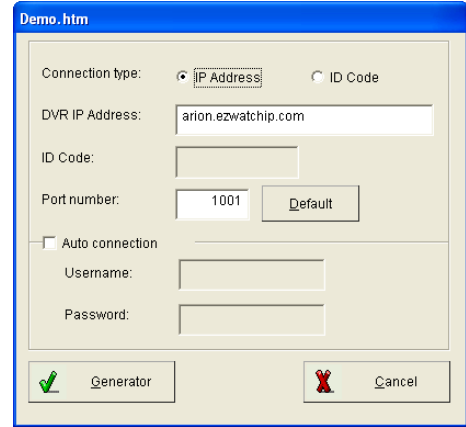 Demo.htm
Connection type: IP Address ID Code
DVR IP Address: arion.ezwatchip.com
ID Code:
Port number: 1001 Default
Auto connection
Username:
Password:
Generator Cancel